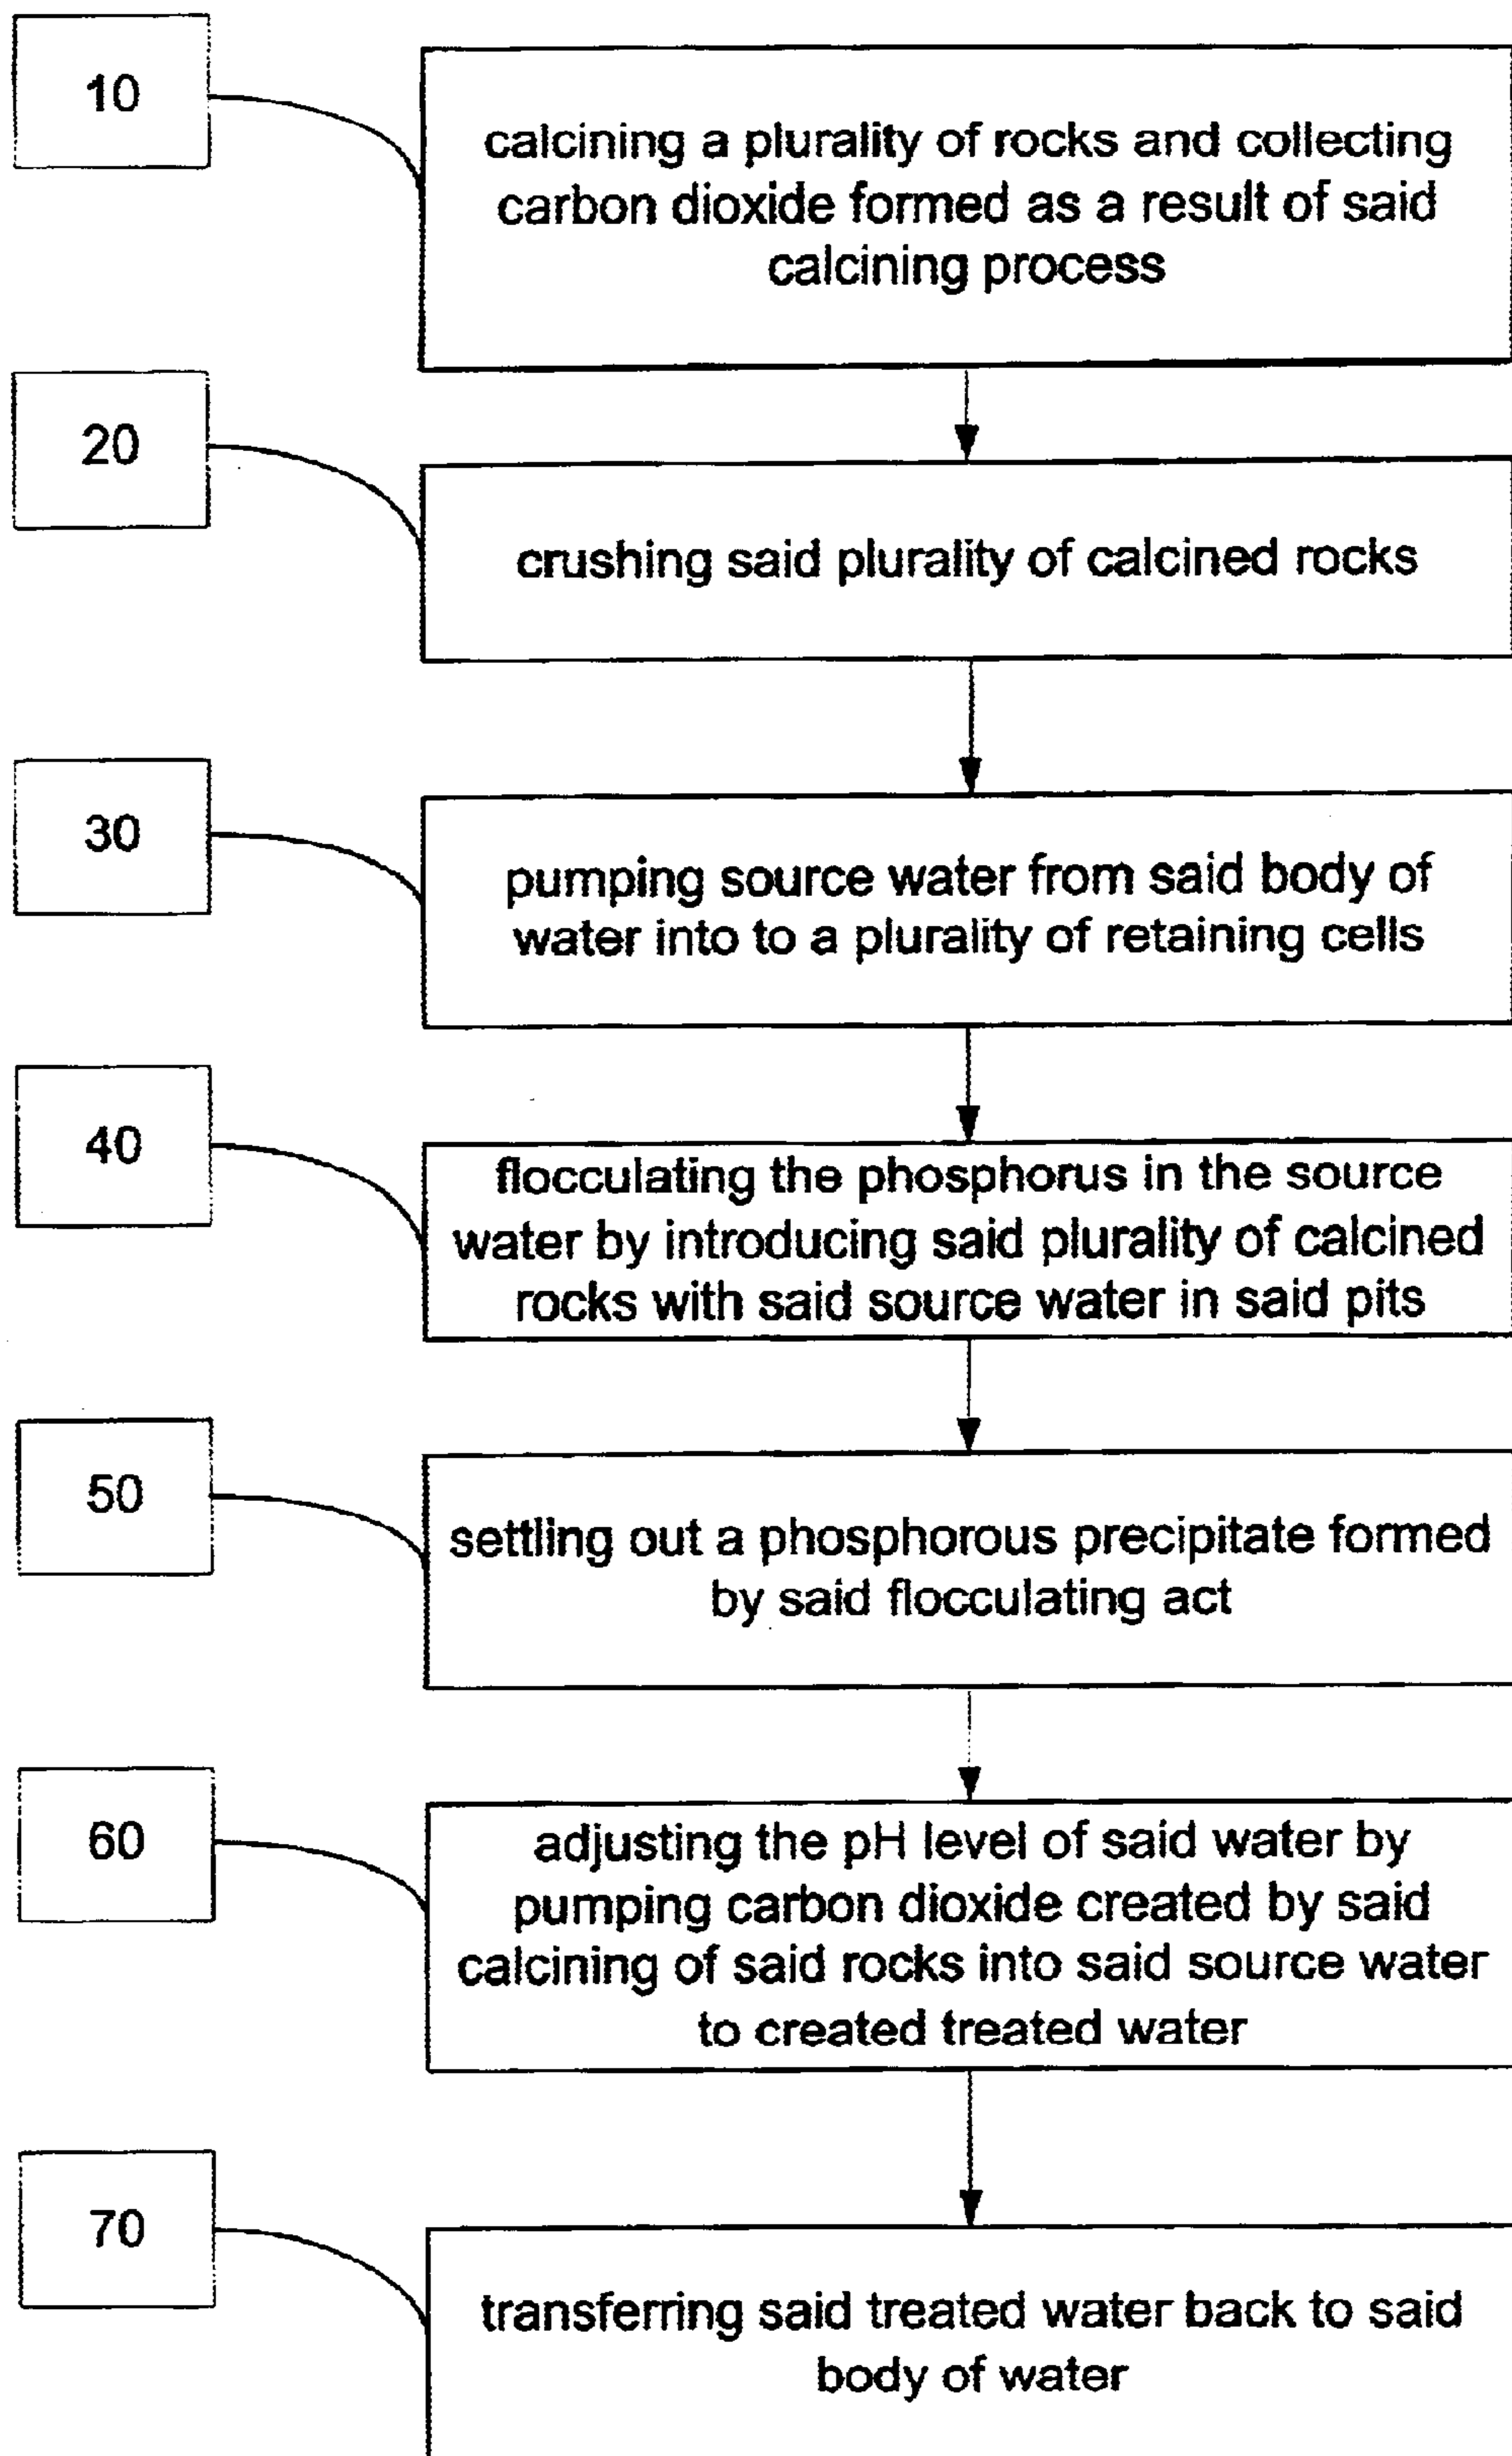 10
calcining a plurality of rocks and collecting
carbon dioxide formed as a result of said
calcining process
20
crushing said plurality of calcined rocks
30
pumping source water from said body of
water into to a plurality of retaining cells
40
flocculating the phosphorus in the source
water by introducing said plurality of calcined
rocks with said source water in said pits
50
settling out a phosphorous precipitate formed
by said flocculating act
60
adjusting the pH level of said water by
pumping carbon dioxide created by said
calcining of said rocks into said source water
to created treated water
70
transferring said treated water back to said
body of water